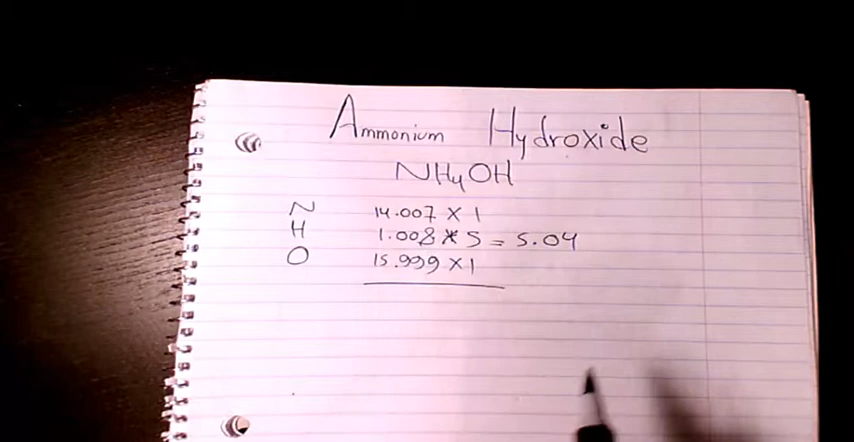 Ammonium Hydroxide
NH4OH
N 14.007 X 1
H 1.008 * 5 = 5.04
O 15.999 X 1